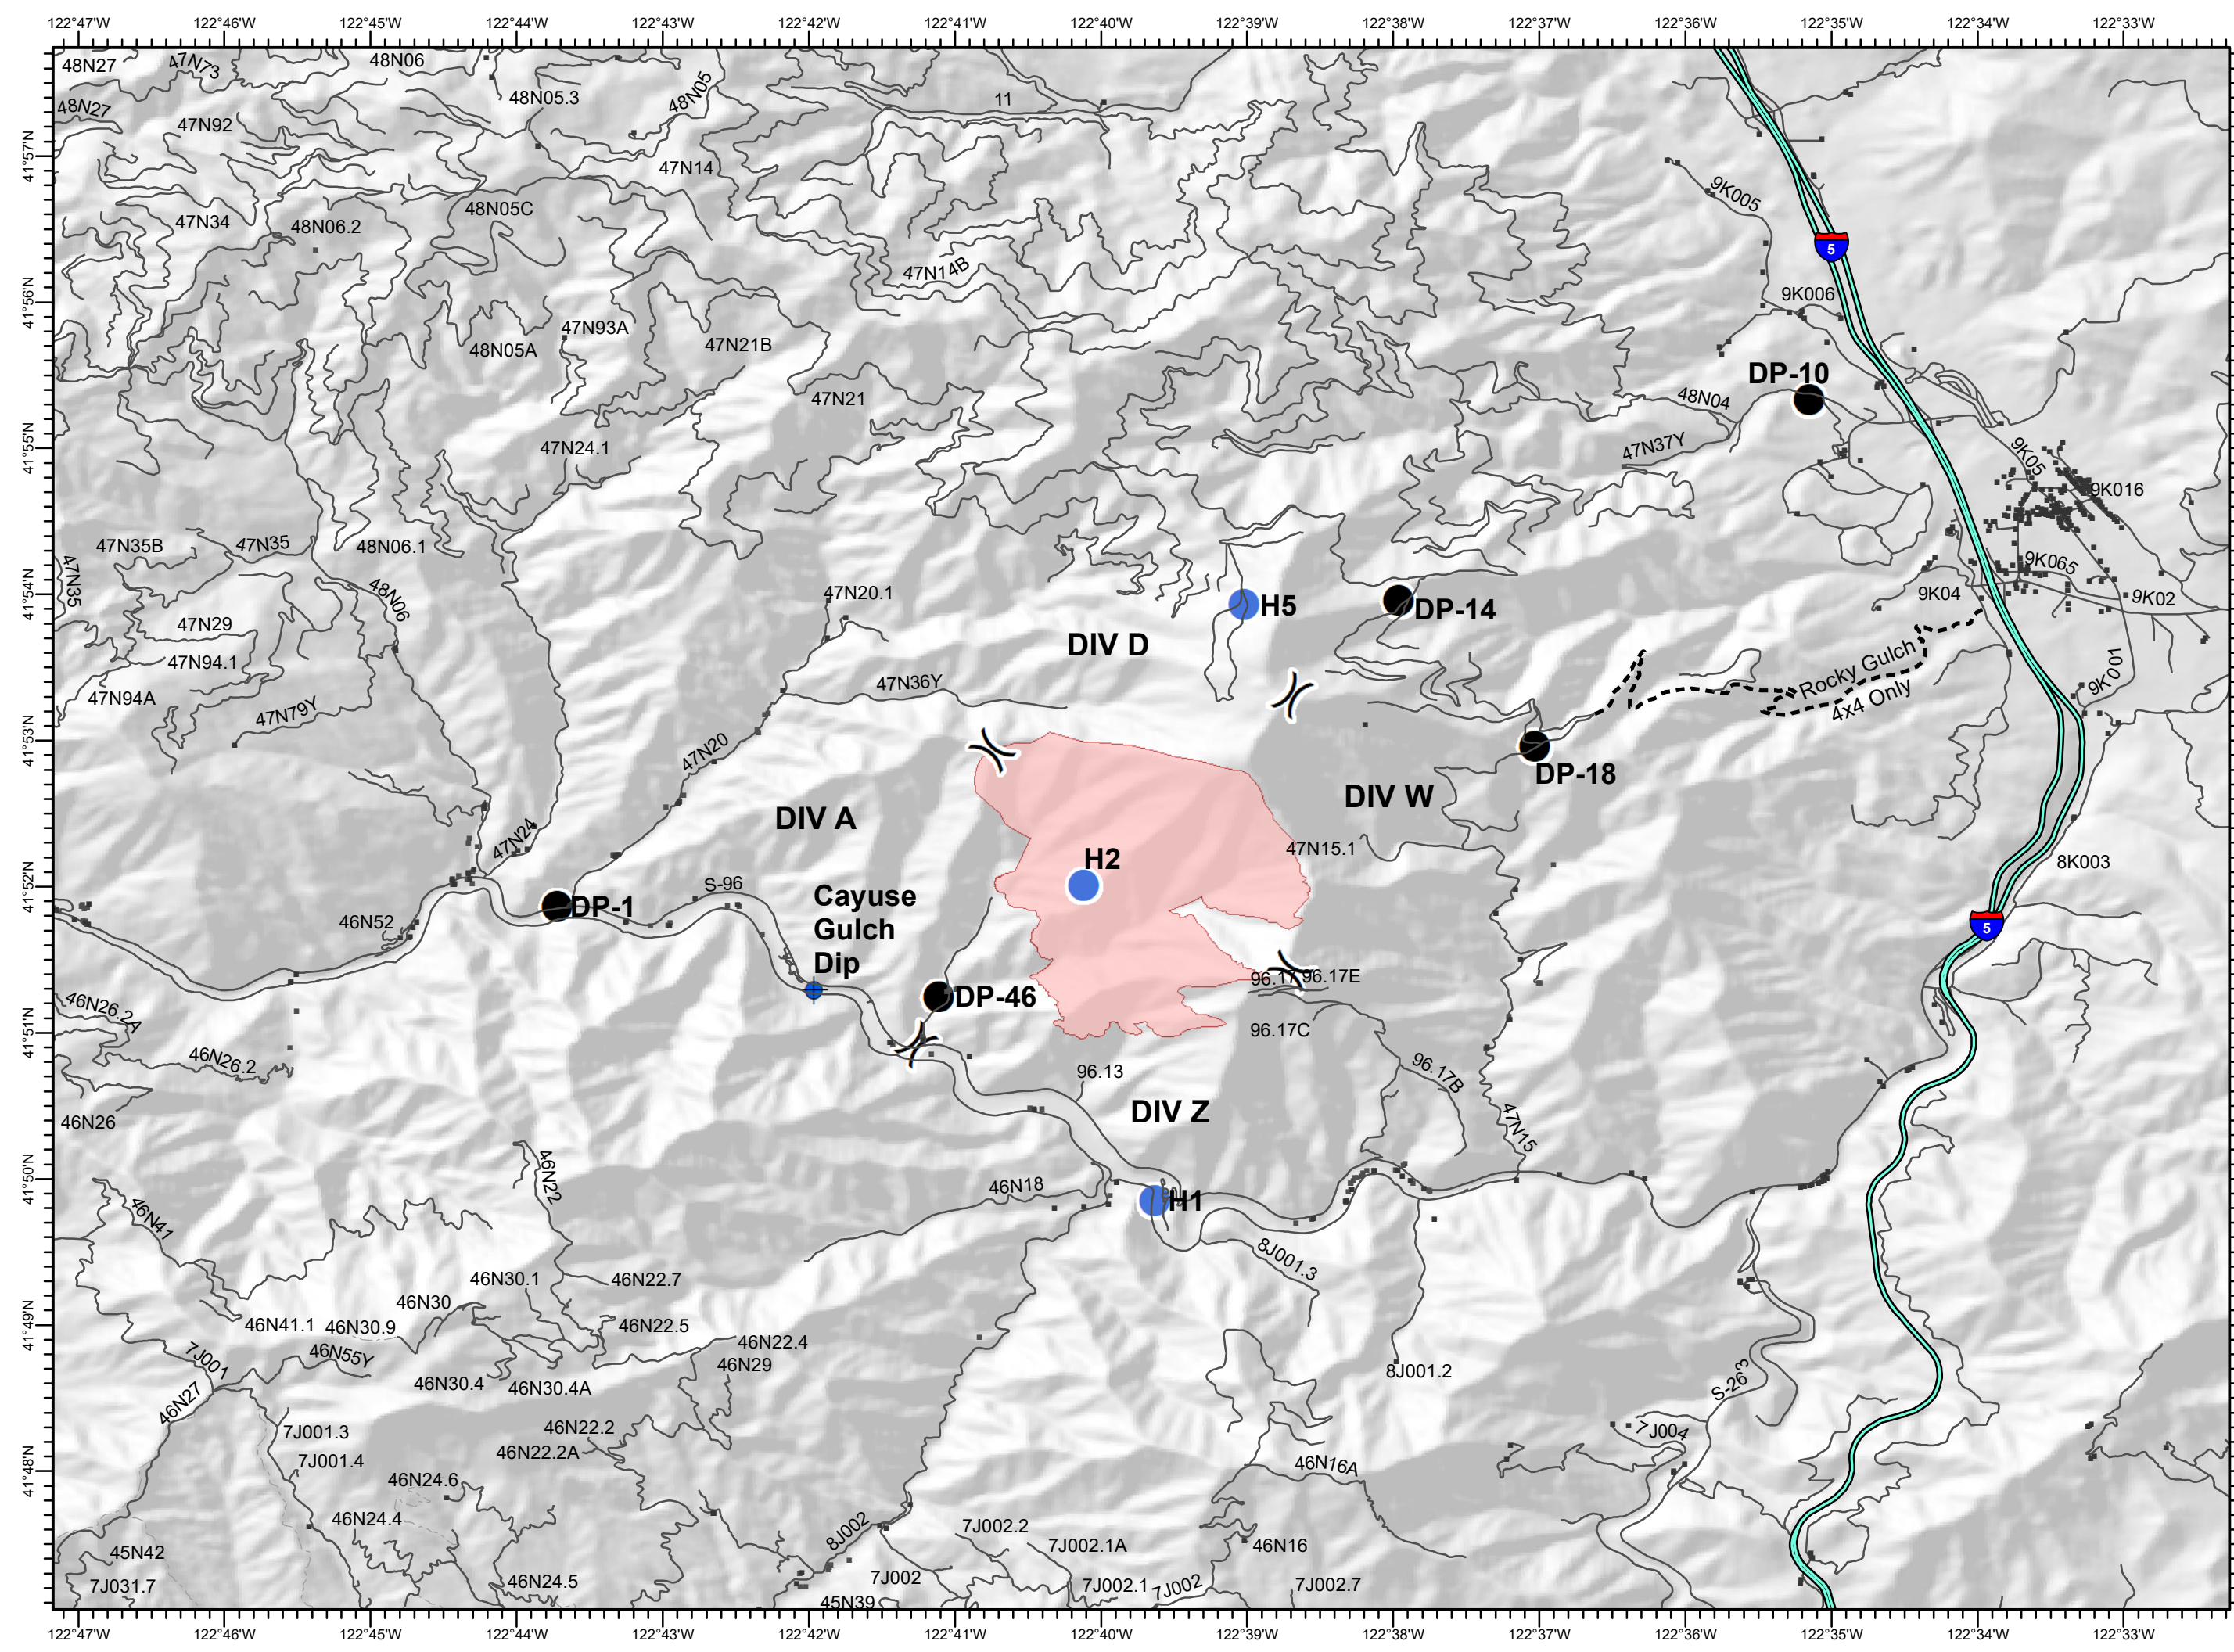 122°47'W 122°46'W 122°45'W 122°44'W 122°43'W 122°42'W 122°41'W 122°40'W 122°39'W 122°38'W 122°37'W 122°36'W 122°35'W 122°34'W 122°33'W
48N27
47N73
48N06
48N05.3
48N05
11
48N27
47N92
41°57'N
47N14
9K005
48N05C
47N34
48N06.2
5
47N14B
9K006
41°56'N
47N93A
48N05A
47N21B
DP-10
47N21
48N04
41°55'N
47N24.1
47N37Y
9K05
9K016
47N35B
47N35
48N06.1
47N35
9K065
41°54'N
48N06
47N20.1
H5
DP-14
9K04
9K02
47N29
DIV D
47N94.1
Rocky Gulch
4x4 Only
9K001
47N94A
47N36Y
47N79Y
41°53'N
47N20
DP-18
DIV W
DIV A
47N24
47N15.1
H2
8K003
41°52'N
S-96
Cayuse
Gulch
Dip
DP-1
46N52
5
96.17
96.17E
DP-46
46N26.2A
96.17C
41°51'N
46N26.2
96.13
96.17B
DIV Z
46N26
47N15
41°50'N
46N22
46N18
H1
46N41
8J001.3
46N30.1
46N22.7
46N30
41°49'N
46N41.1
46N30.9
46N22.5
46N22.4
7J001
46N55Y
46N29
8J001.2
46N30.4
46N30.4A
S-263
46N27
46N22.2
7J001.3
7J004
46N22.2A
7J001.4
46N16A
41°48'N
46N24.6
46N24.4
8J002
7J002.2
7J002.1A
46N16
45N42
7J031.7
46N24.5
7J002
7J002.1
7J002
7J002.7
45N39
122°47'W 122°46'W 122°45'W 122°44'W 122°43'W 122°42'W 122°41'W 122°40'W 122°39'W 122°38'W 122°37'W 122°36'W 122°35'W 122°34'W 122°33'W